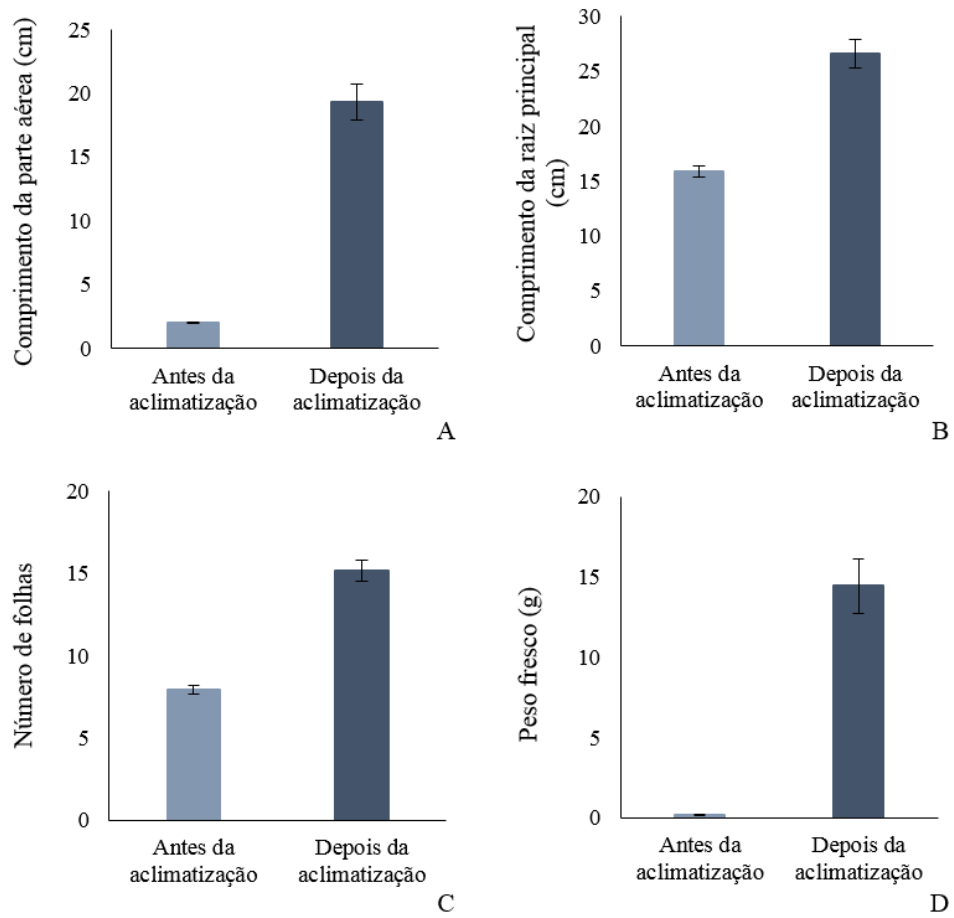 Comprimento da parte aérea (cm)
25
20
15
10
5
0
Antes da
aclimatização
Depois da
aclimatização
A
Comprimento da raiz principal
(cm)
30
25
20
15
10
5
0
Antes da
aclimatização
Depois da
aclimatização
B
Número de folhas
20
15
10
5
0
Antes da
aclimatização
Depois da
aclimatização
C
Peso fresco (g)
20
15
10
5
0
Antes da
aclimatização
Depois da
aclimatização
D